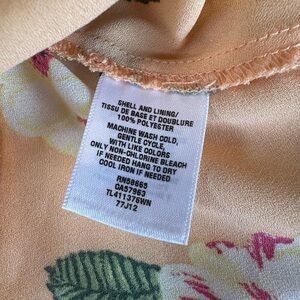 SHELL AND LINING/
TISSU DE BASE ET DOUBLURE
100% POLYESTER
MACHINE WASH COLD,
GENTLE CYCLE,
WITH LIKE COLORS
ONLY NON-CHLORINE BLEACH
IF NEEDED HANG TO DRY
COOL IRON IF NEEDED.
RN58665
CA57963
TL411376WN
77J12